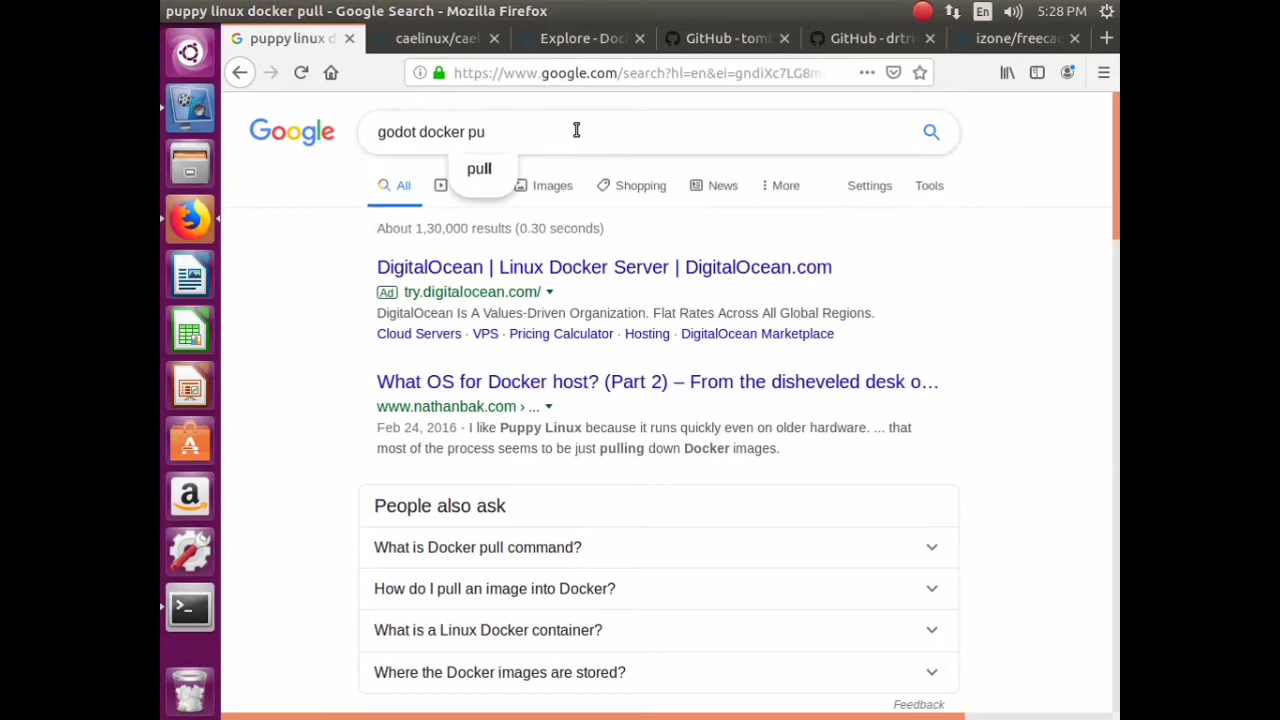 puppy linux docker pull - Google Search - Mozilla Firefox
En
5:28 PM
puppy linux d
caelinux/cael
Explore - Doc
GitHub - tomb
GitHub - drtri
izone/freecac
https://www.google.com/search?hl=en&ei=gndiXc7LG8m
Google
godot docker pu
pull
All
Images
Shopping
News
More
Settings
Tools
About 1,30,000 results (0.30 seconds)
DigitalOcean | Linux Docker Server | DigitalOcean.com
Ad try.digitalocean.com/
DigitalOcean Is A Values-Driven Organization. Flat Rates Across All Global Regions.
Cloud Servers · VPS · Pricing Calculator · Hosting · DigitalOcean Marketplace
What OS for Docker host? (Part 2) – From the disheveled desk o…
www.nathanbak.com › ...
Feb 24, 2016 - I like Puppy Linux because it runs quickly even on older hardware. ... that
most of the process seems to be just pulling down Docker images.
People also ask
What is Docker pull command?
How do I pull an image into Docker?
What is a Linux Docker container?
Where the Docker images are stored?
Feedback